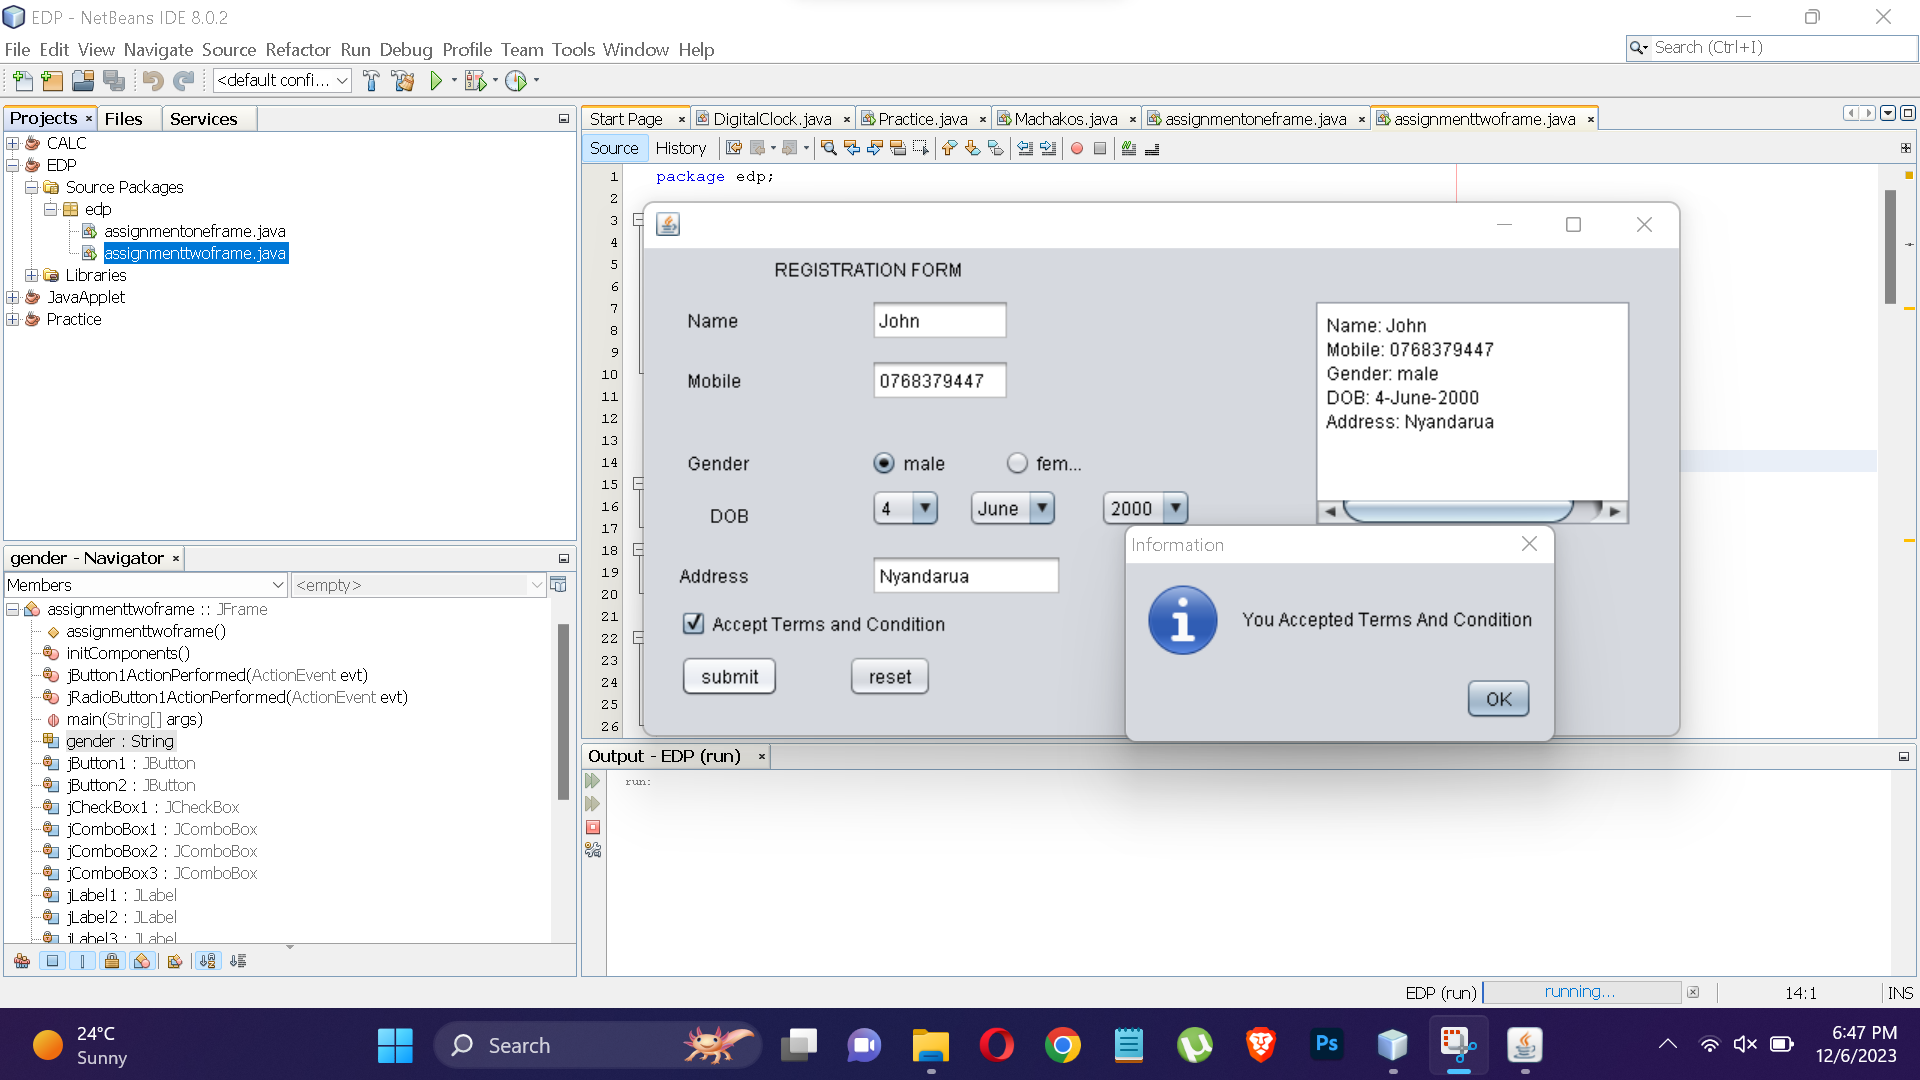 EDP - NetBeans IDE 8.0.2
File Edit View Navigate Source Refactor Run Debug Profile Team Tools Window Help
Search (Ctrl+I)
<default confi...
Projects
Files
Services
CALC
EDP
Source Packages
edp
assignmentoneframe.java
assignmenttwoframe.java
Libraries
JavaApplet
Practice
gender - Navigator
Members
<empty>
assignmenttwoframe :: JFrame
assignmenttwoframe()
initComponents()
jButton1ActionPerformed(ActionEvent evt)
jRadioButton1ActionPerformed(ActionEvent evt)
main(String[] args)
gender : String
jButton1 : JButton
jButton2 : JButton
jCheckBox1 : JCheckBox
jComboBox1 : JComboBox
jComboBox2 : JComboBox
jComboBox3 : JComboBox
jLabel1 : JLabel
jLabel2 : JLabel
jLabel3 : JLabel
Start Page
DigitalClock.java
Practice.java
Machakos.java
assignmentoneframe.java
assignmenttwoframe.java
Source
History
1 package edp;
2
3
4
5
6
7
8
9
10
11
12
13
14
15
16
17
18
19
20
21
22
23
24
25
26
REGISTRATION FORM
Name John
Mobile 0768379447
Gender male fem...
DOB 4 June 2000
Address Nyandarua
Accept Terms and Condition
submit reset
Name: John
Mobile: 0768379447
Gender: male
DOB: 4-June-2000
Address: Nyandarua
Information
You Accepted Terms And Condition
OK
Output - EDP (run)
run:
EDP (run) running... 14:1 INS
24°C
Sunny
Search
Ps
6:47 PM
12/6/2023